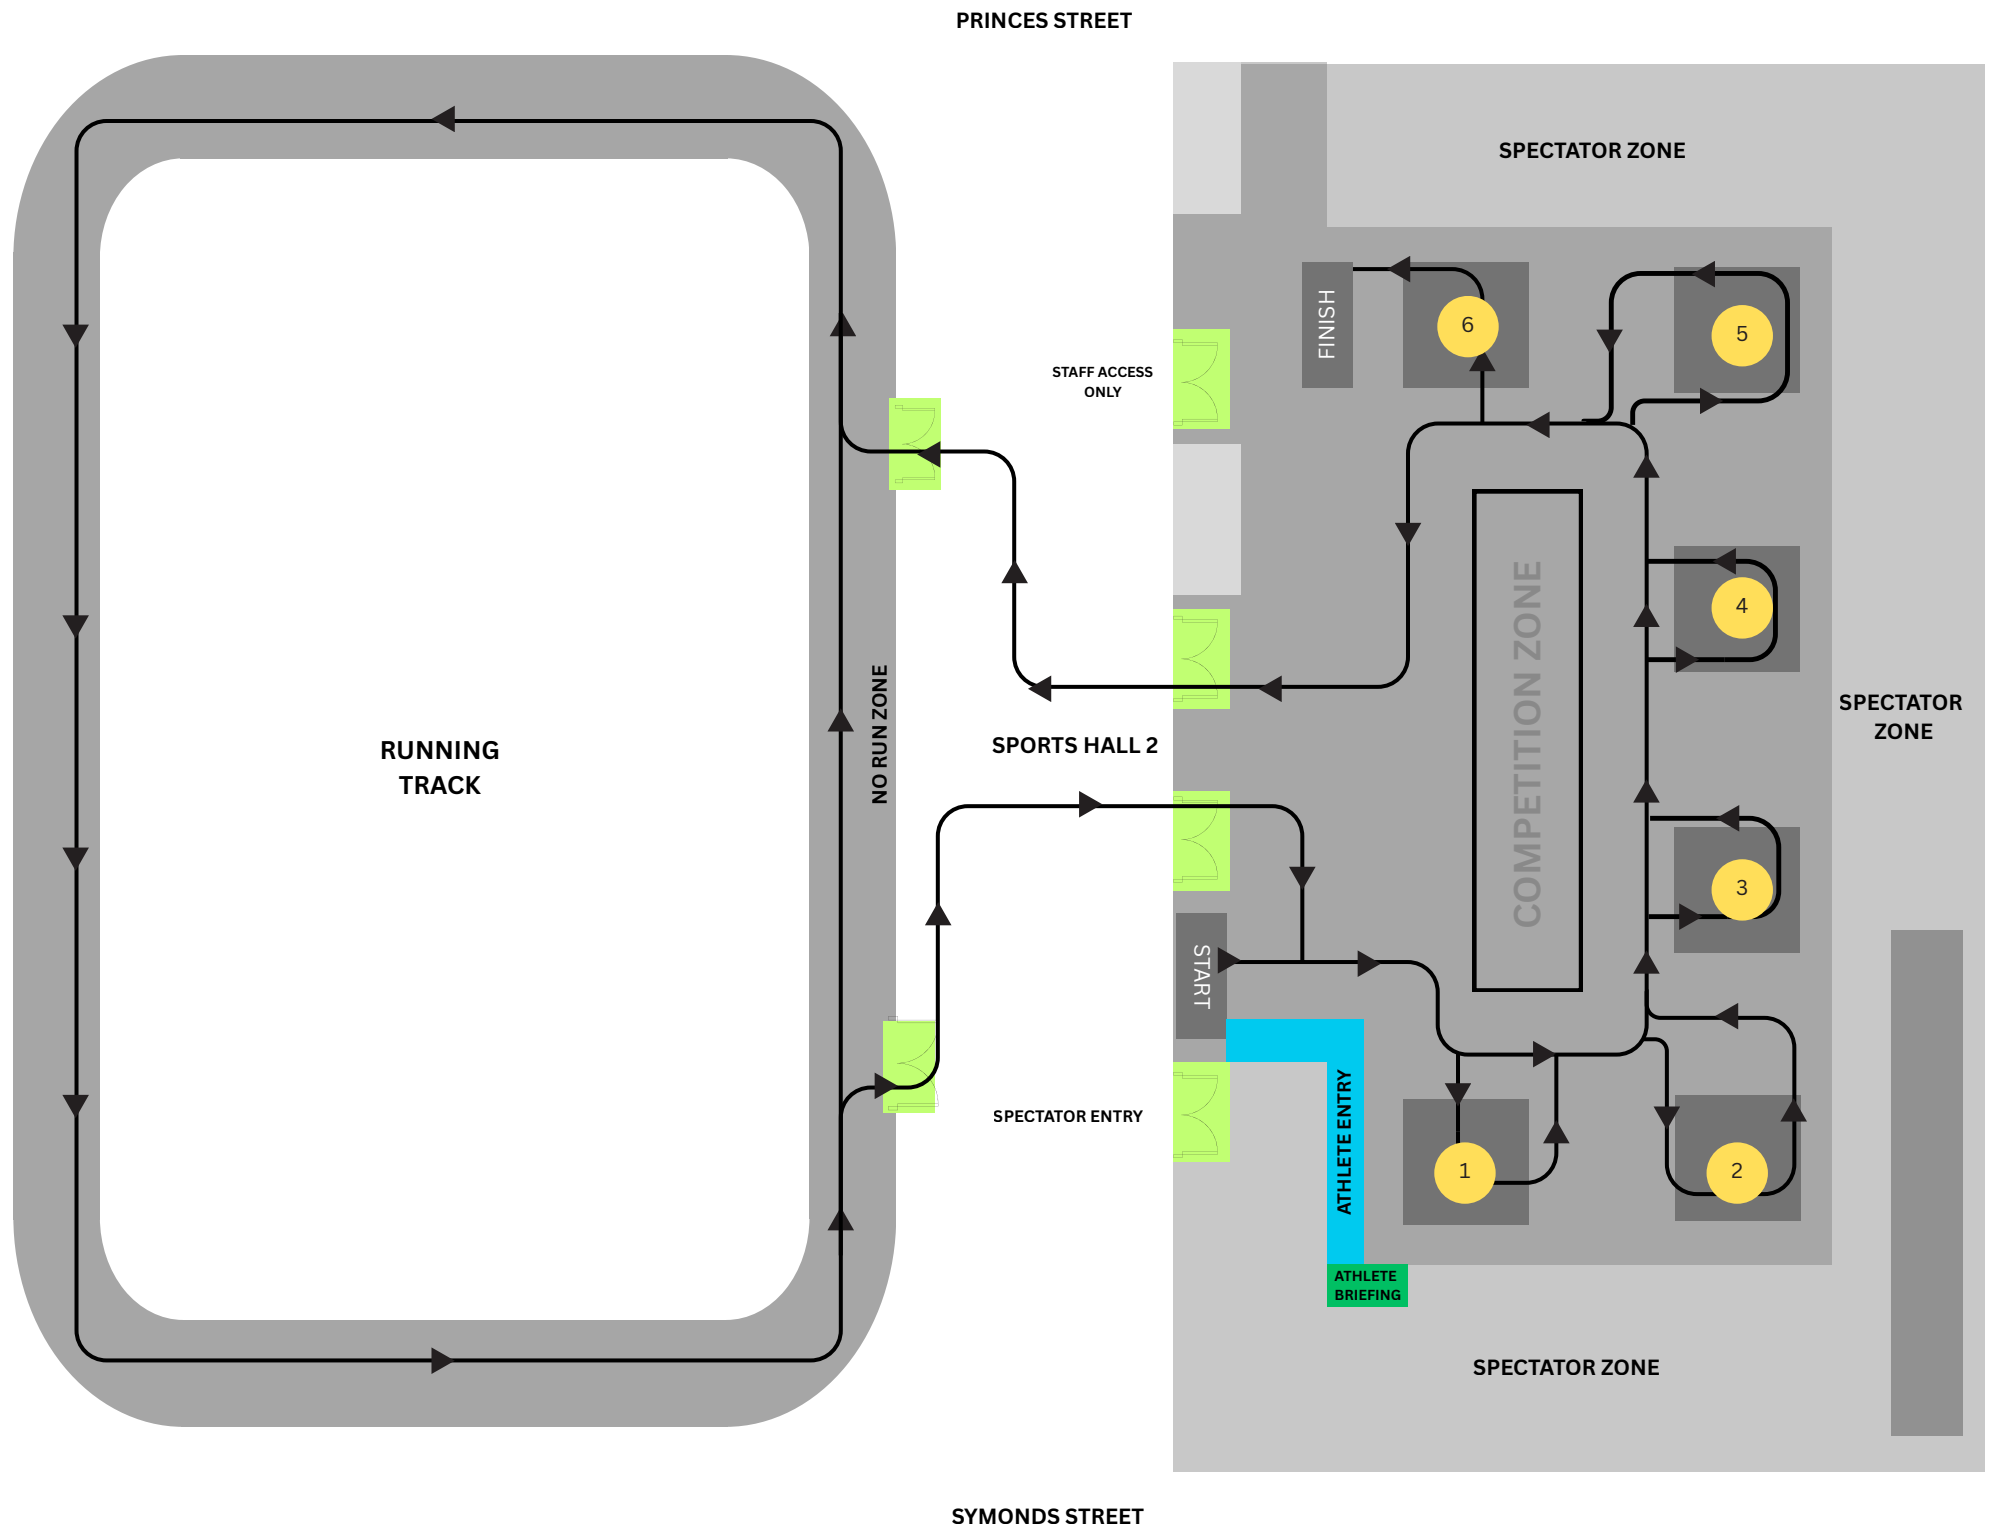 PRINCES STREET
SPECTATOR ZONE
FINISH
6
5
STAFF ACCESS
ONLY
4
COMPETITION ZONE
SPECTATOR
ZONE
RUNNING
TRACK
NO RUN ZONE
SPORTS HALL 2
3
START
SPECTATOR ENTRY
ATHLETE ENTRY
1
2
ATHLETE
BRIEFING
SPECTATOR ZONE
SYMONDS STREET